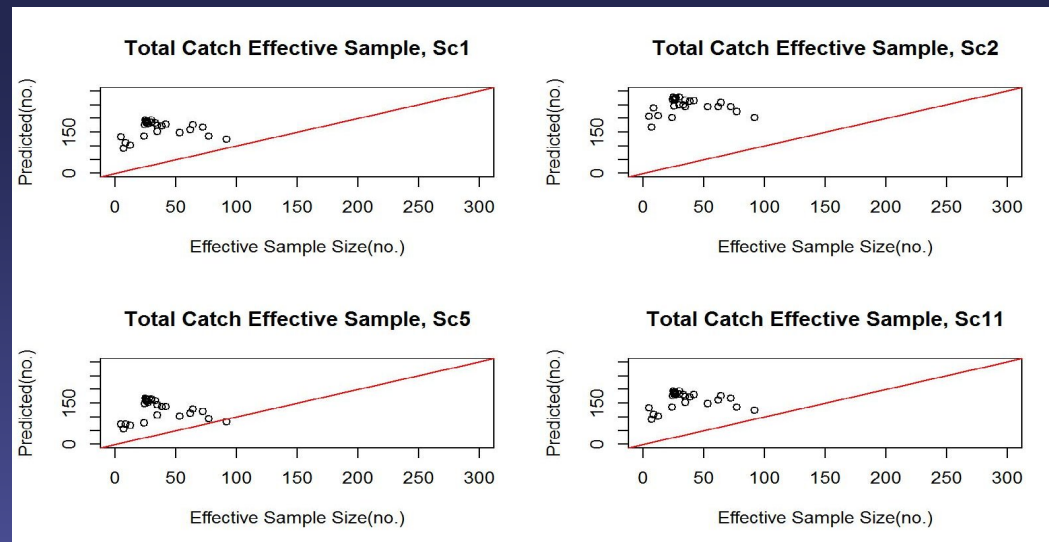 Total Catch Effective Sample, Sc1
Predicted(no.)
150
0
0 50 100 150 200 250 300
Effective Sample Size(no.)
Total Catch Effective Sample, Sc2
Predicted(no.)
150
0
0 50 100 150 200 250 300
Effective Sample Size(no.)
Total Catch Effective Sample, Sc5
Predicted(no.)
150
0
0 50 100 150 200 250 300
Effective Sample Size(no.)
Total Catch Effective Sample, Sc11
Predicted(no.)
150
0
0 50 100 150 200 250 300
Effective Sample Size(no.)